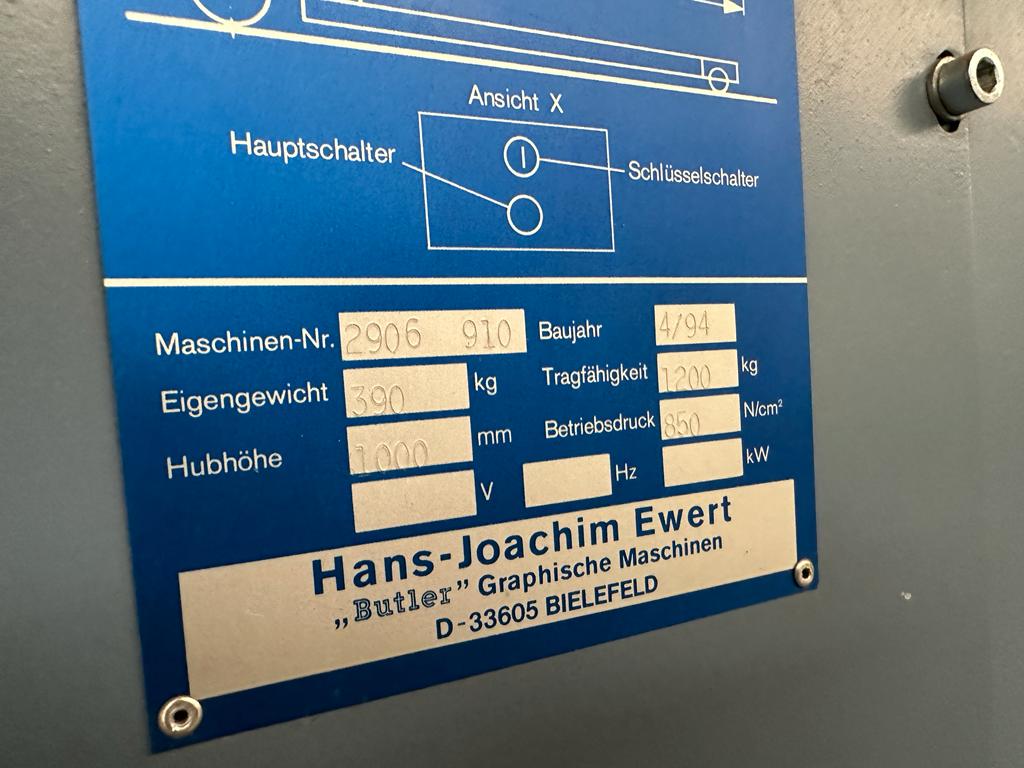 Ansicht X
Hauptschalter
Schlüsselschalter
Maschinen-Nr. 2906 910 Baujahr 4/94
Eigengewicht 390 kg Tragfähigkeit 1200 kg
Hubhöhe 1000 mm Betriebsdruck 850 N/cm²
V Hz kW
Hans-Joachim Ewert
„Butler” Graphische Maschinen
D-33605 BIELEFELD